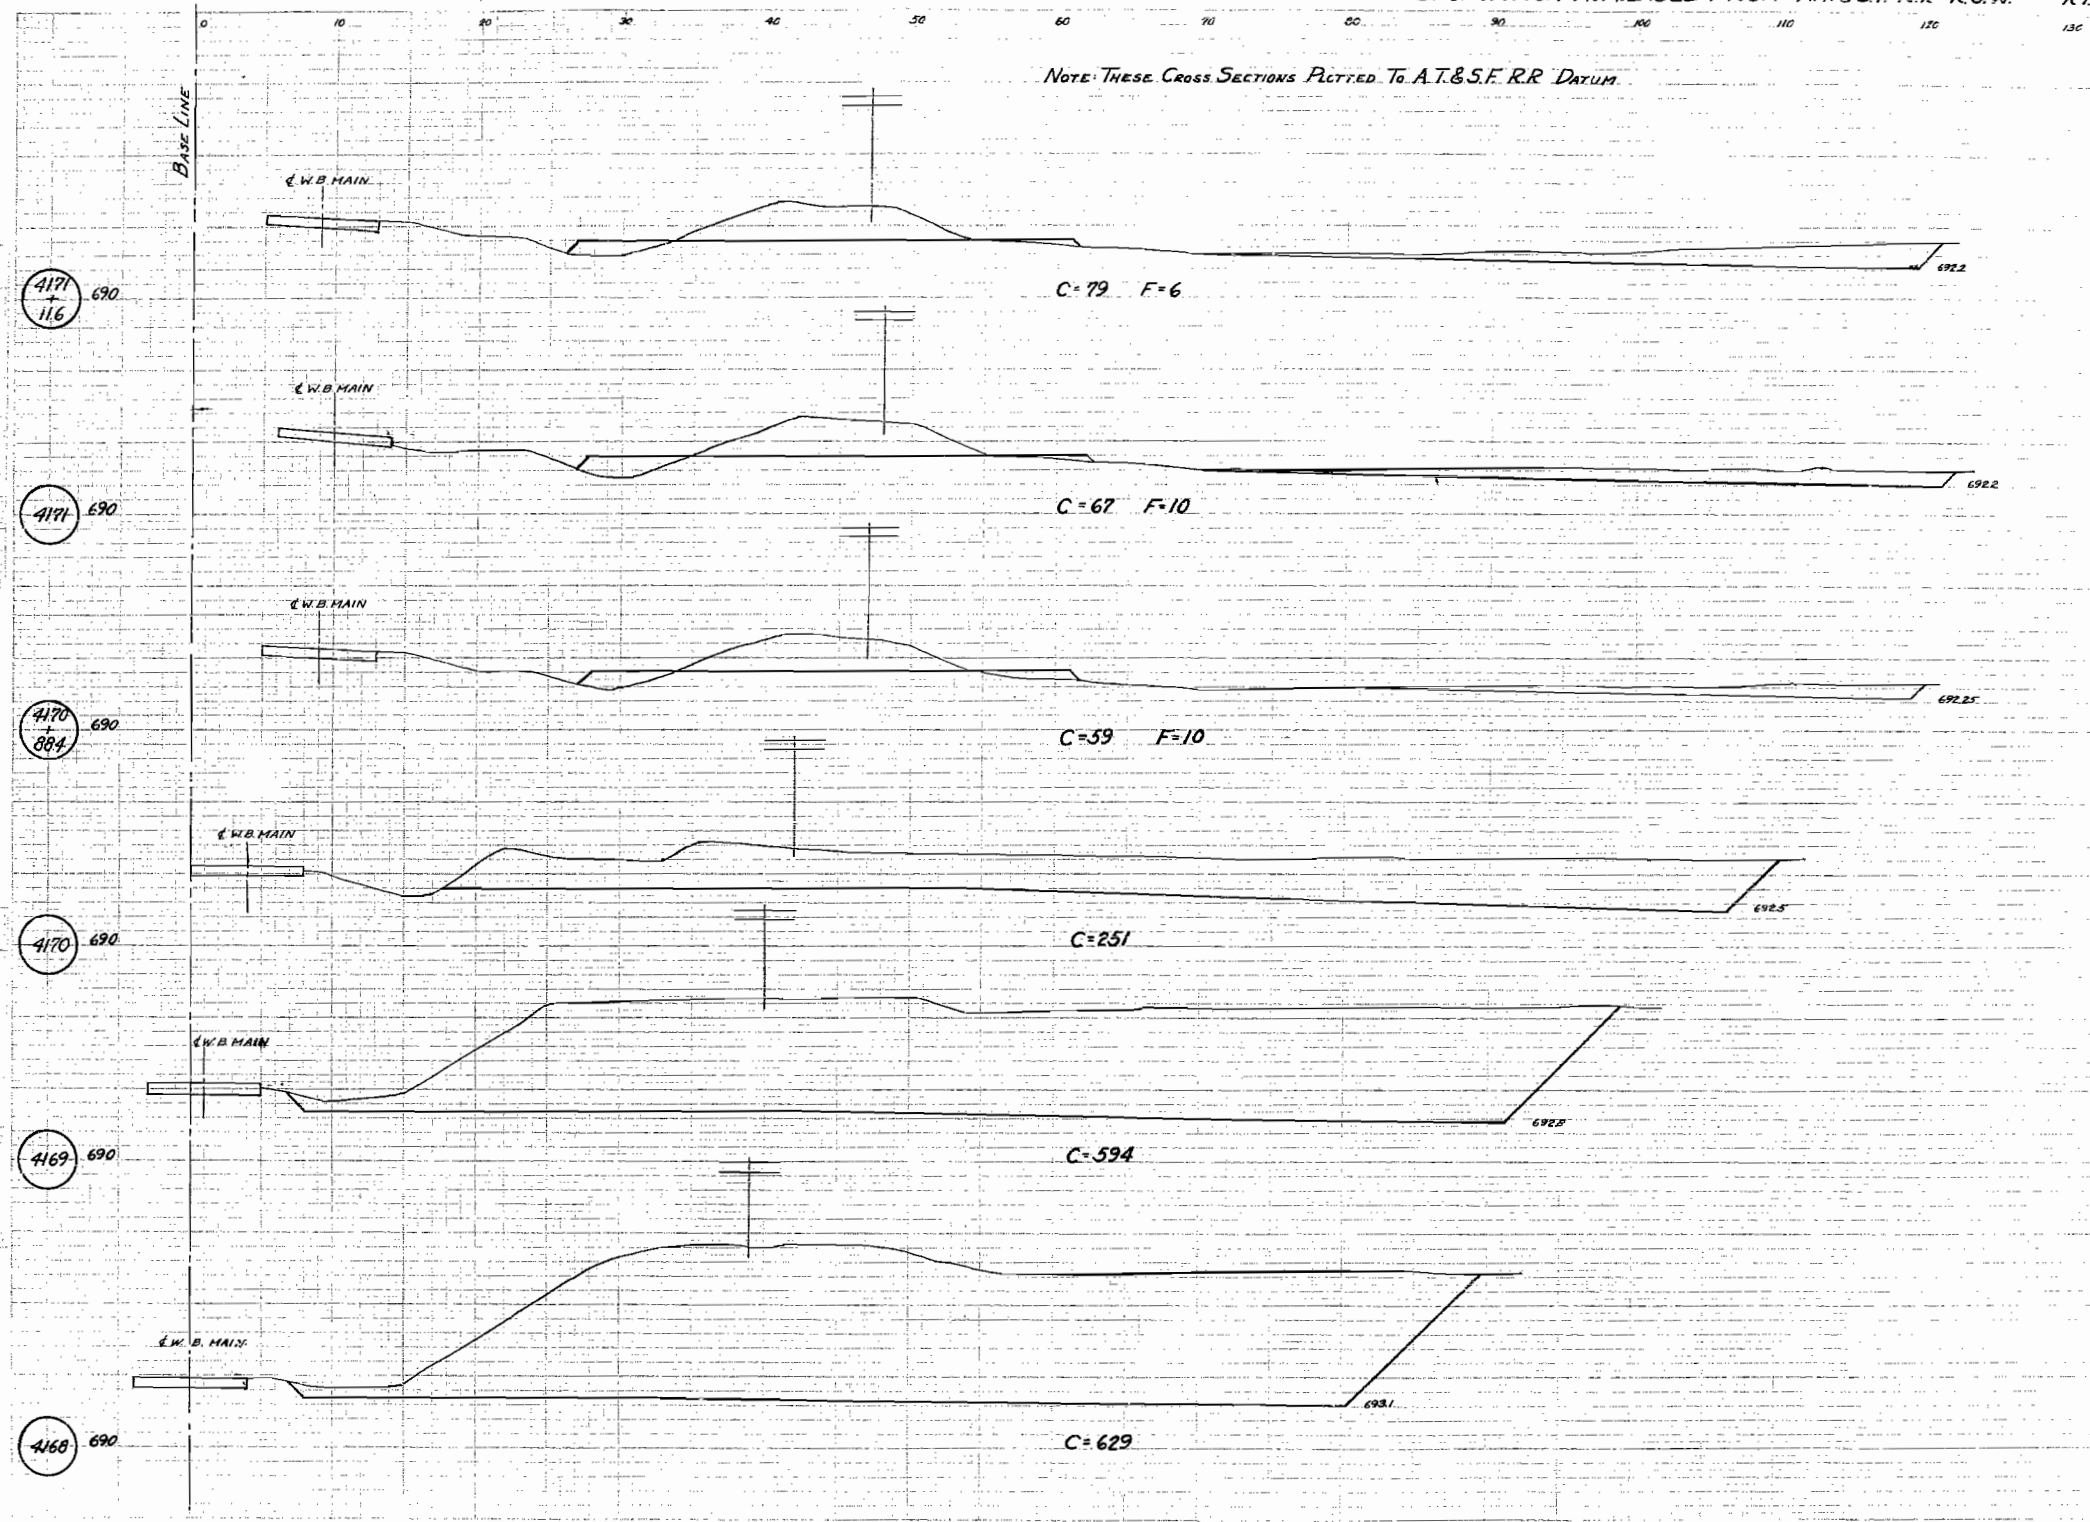 0 10 20 30 40 50 60 70 80 90 100 110 120 130
NOTE: THESE CROSS SECTIONS PLOTTED TO A.T.&S.F. R.R DATUM
BASE LINE
℄ W.B. MAIN
4171 + 11.6 690
692.2
C=79 F=6
℄ W.B. MAIN
4171 690
692.2
C=67 F=10
℄ W.B. MAIN
4170 + 88.4 690
692.25
C=59 F=10
℄ W.B. MAIN
4170 690
692.5
C=251
℄ W.B. MAIN
4169 690
692.8
C=594
℄ W. B. MAIN
4168 690
693.1
C=629